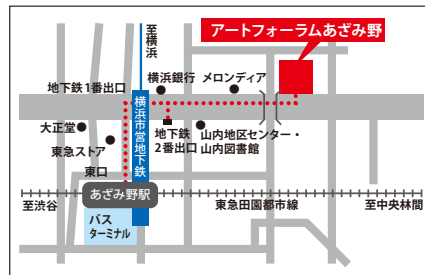 至横浜
アートフォーラムあざみ野
横浜銀行
メロンディア
地下鉄1番出口
横浜市営地下鉄
大正堂
東急ストア
地下鉄
2番出口
山内地区センター・
山内図書館
東口
あざみ野駅
至渋谷
東急田園都市線
至中央林間
バス
ターミナル